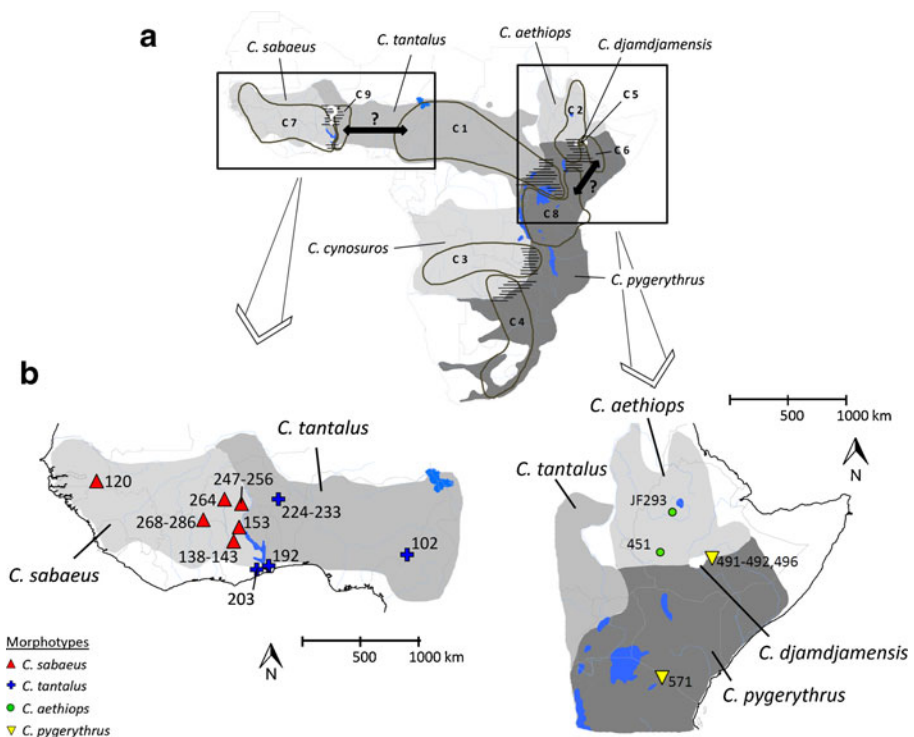 a
C. sabaeus
C. tantalus
C. aethiops
C. djamdjamensis
C 9
C 7
?
C 1
C 2
C 5
C 6
?
C 8
C. cynosuros
C 3
C. pygerythrus
C 4
b
500 1000 km
N
C. tantalus
247-256
120
264
224-233
268-286
153
102
138-143
192
C. sabaeus
203
N
500 1000 km
Morphotypes
C. sabaeus
C. tantalus
C. aethiops
C. pygerythrus
C. aethiops
C. tantalus
JF293
451
491-492,496
C. djamdjamensis
571
C. pygerythrus